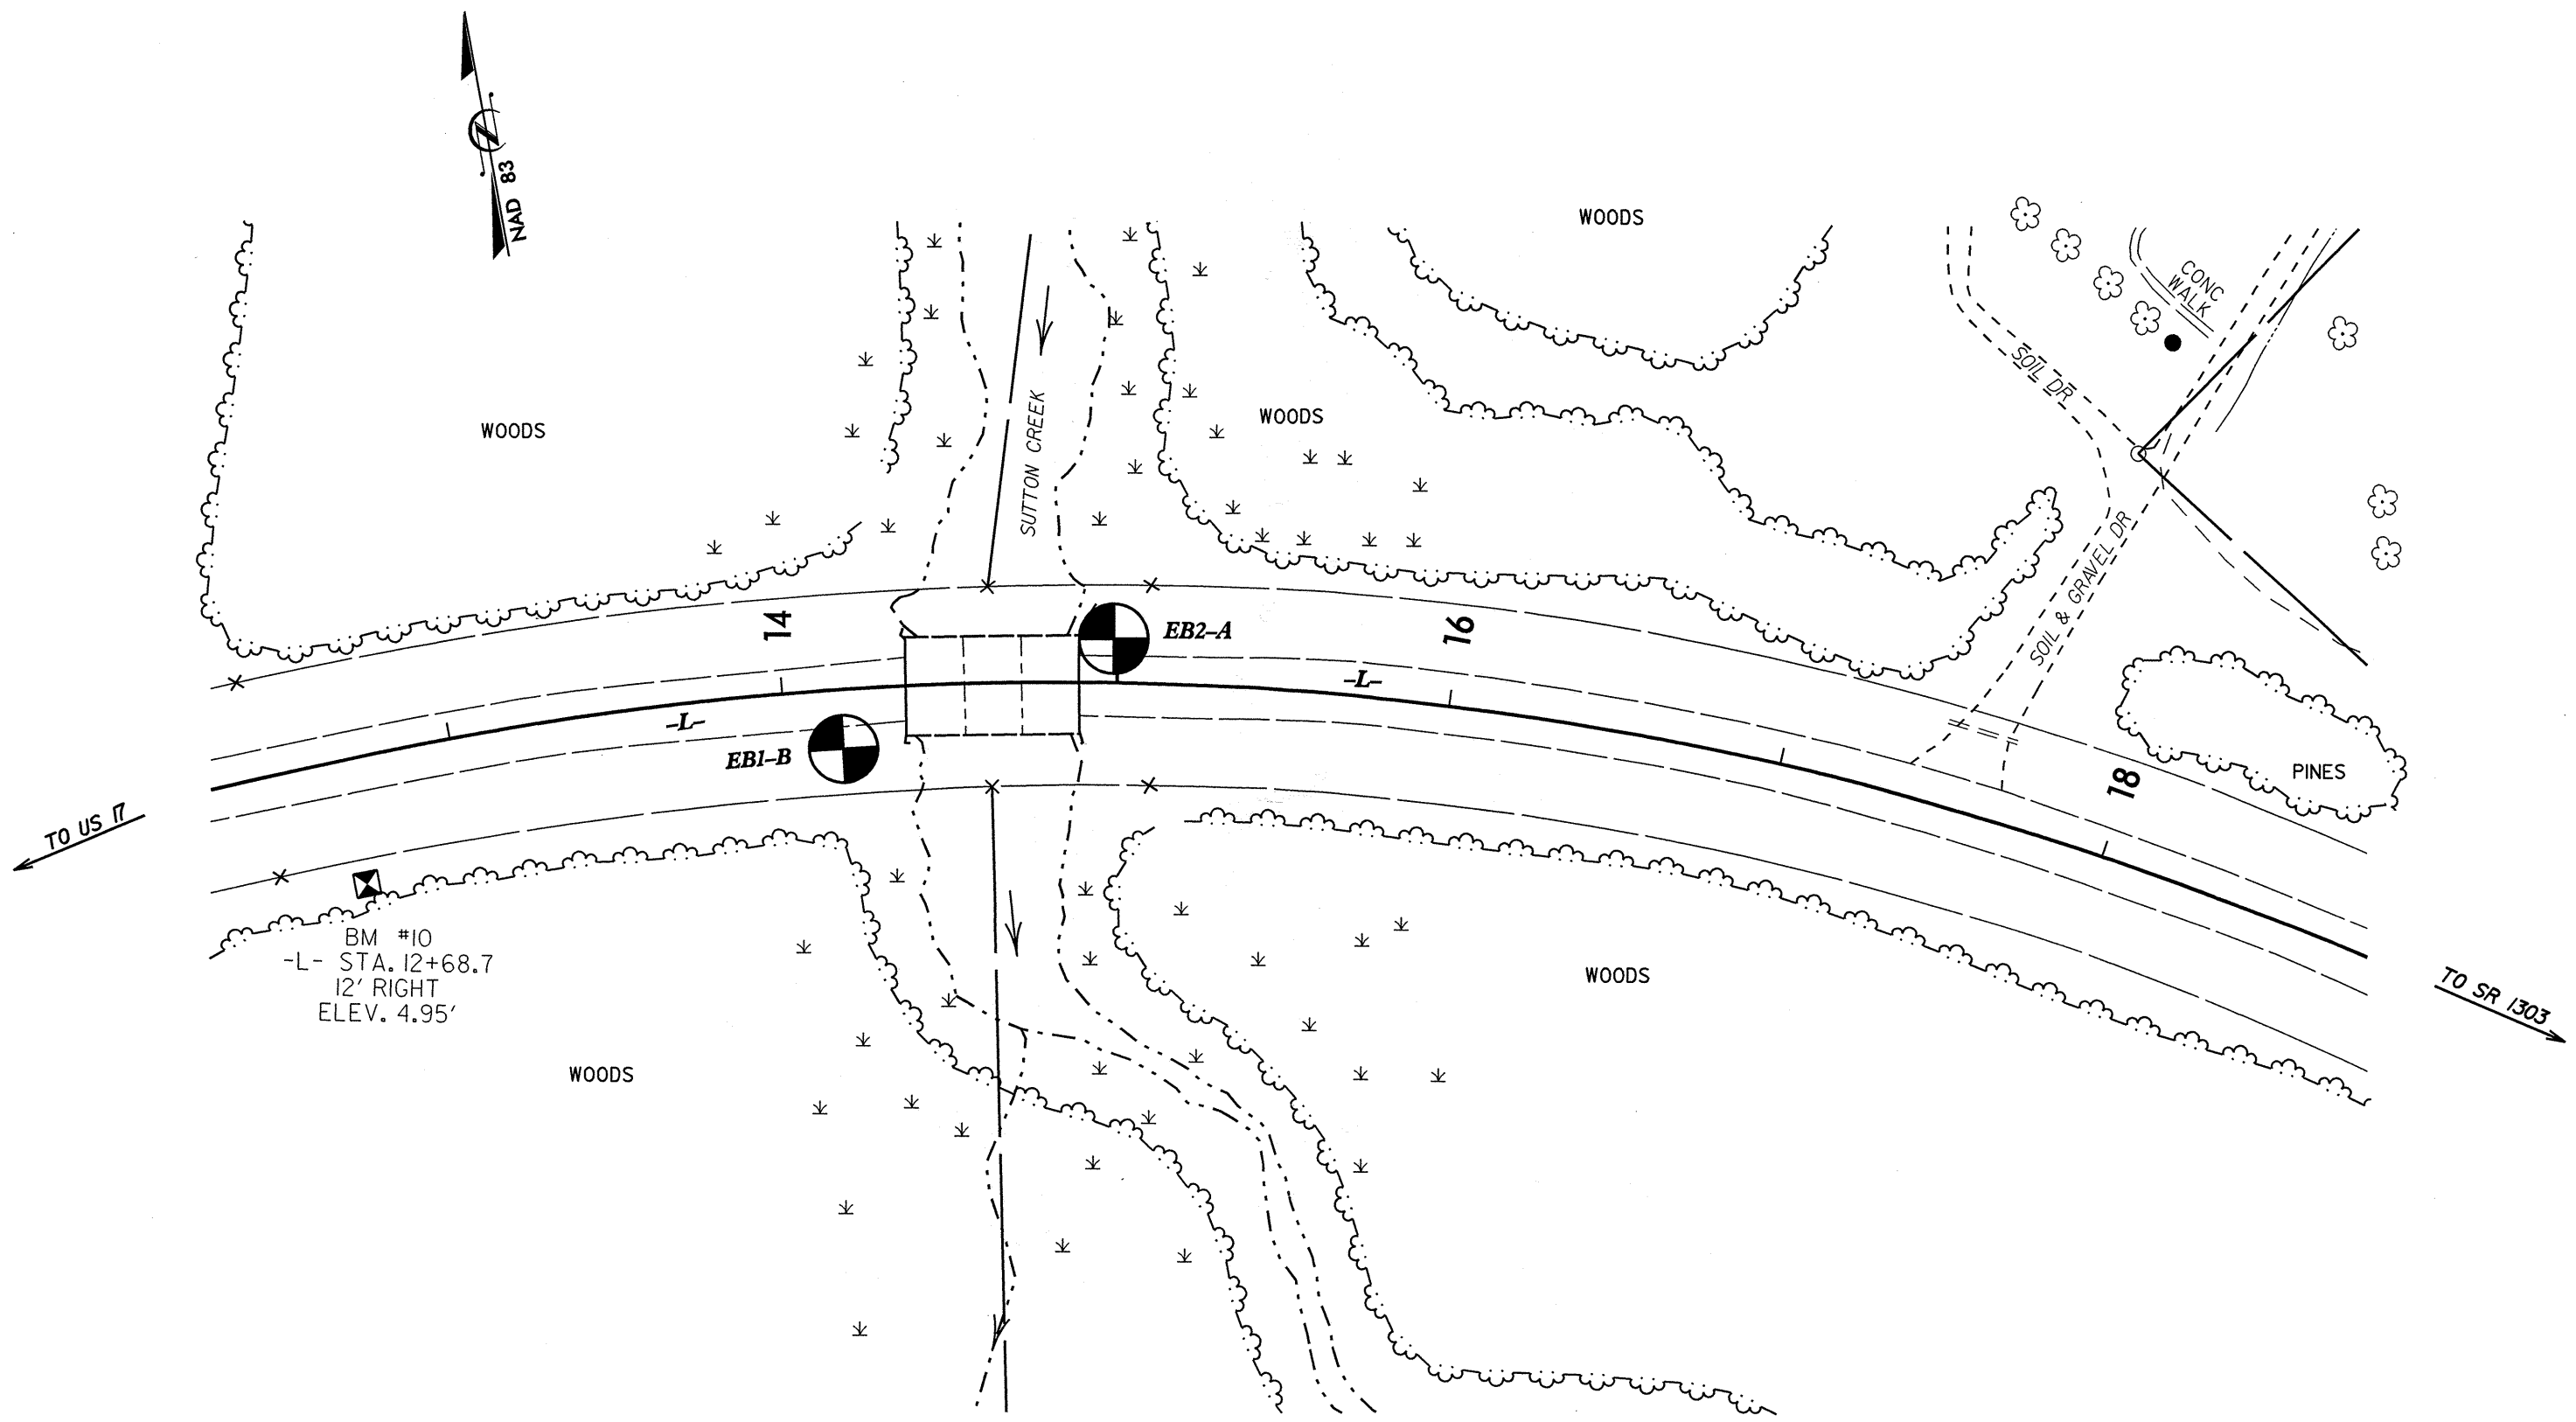 NAD 83
WOODS
CONC
WALK
SOIL DR
WOODS
WOODS
SUTTON CREEK
SOIL & GRAVEL DR
14
EB2-A
16
-L-
-L-
EB1-B
18
PINES
TO US 17
BM #10
-L- STA. 12+68.7
12' RIGHT
ELEV. 4.95'
WOODS
TO SR 1303
WOODS